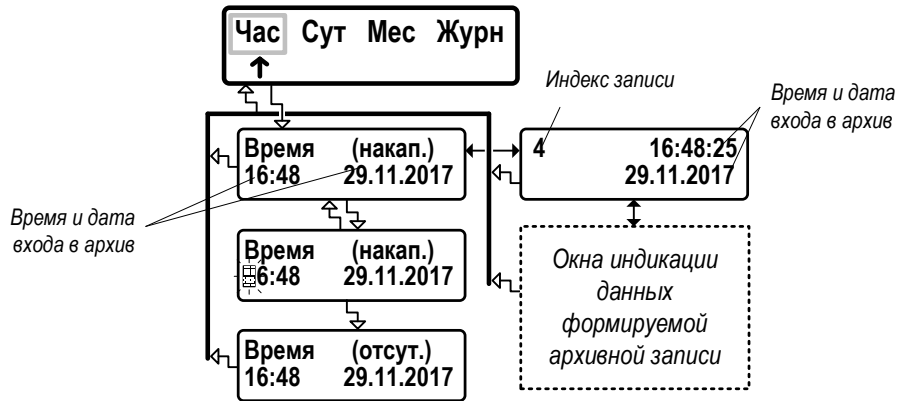 Час Сут Мес Журн
Индекс записи
Время и дата
входа в архив
Время (накап.)
16:48 29.11.2017
4 16:48:25
29.11.2017
Время и дата
входа в архив
Время (накап.)
6:48 29.11.2017
Окна индикации
данных
формируемой
архивной записи
Время (отсут.)
16:48 29.11.2017